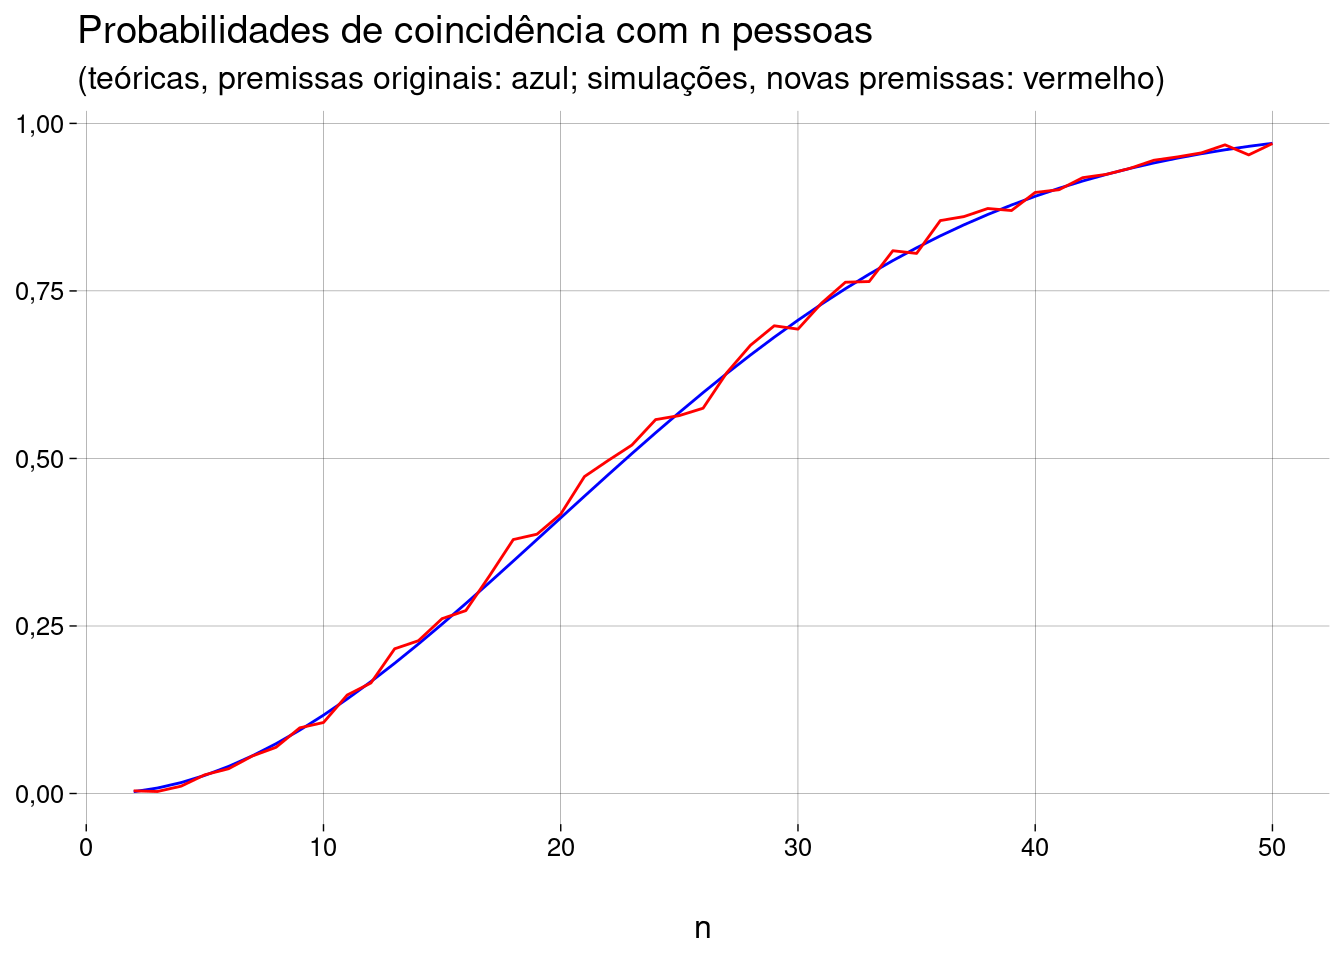 Probabilidades de coincidência com n pessoas
(teóricas, premissas originais: azul; simulações, novas premissas: vermelho)
1,00
0,75
0,50
0,25
0,00
0 10 20 30 40 50
n